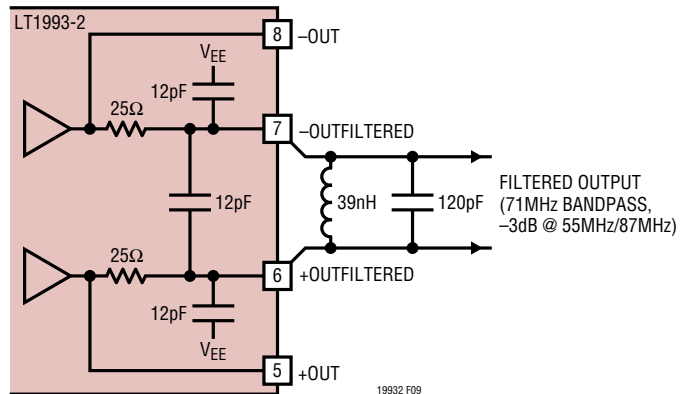 LT1993-2
8 –OUT
VEE
12pF
25Ω
7 –OUTFILTERED
12pF
39nH
120pF
FILTERED OUTPUT
(71MHz BANDPASS,
–3dB @ 55MHz/87MHz)
25Ω
6 +OUTFILTERED
12pF
VEE
5 +OUT
19932 F09